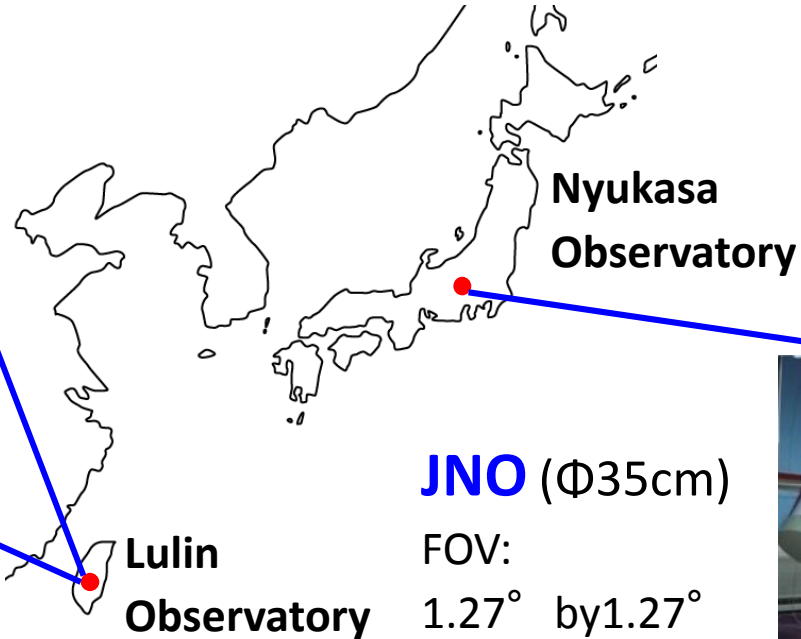 Nyukasa
Observatory
JNO (Φ35cm)
FOV:
1.27° by1.27°
Lulin
Observatory